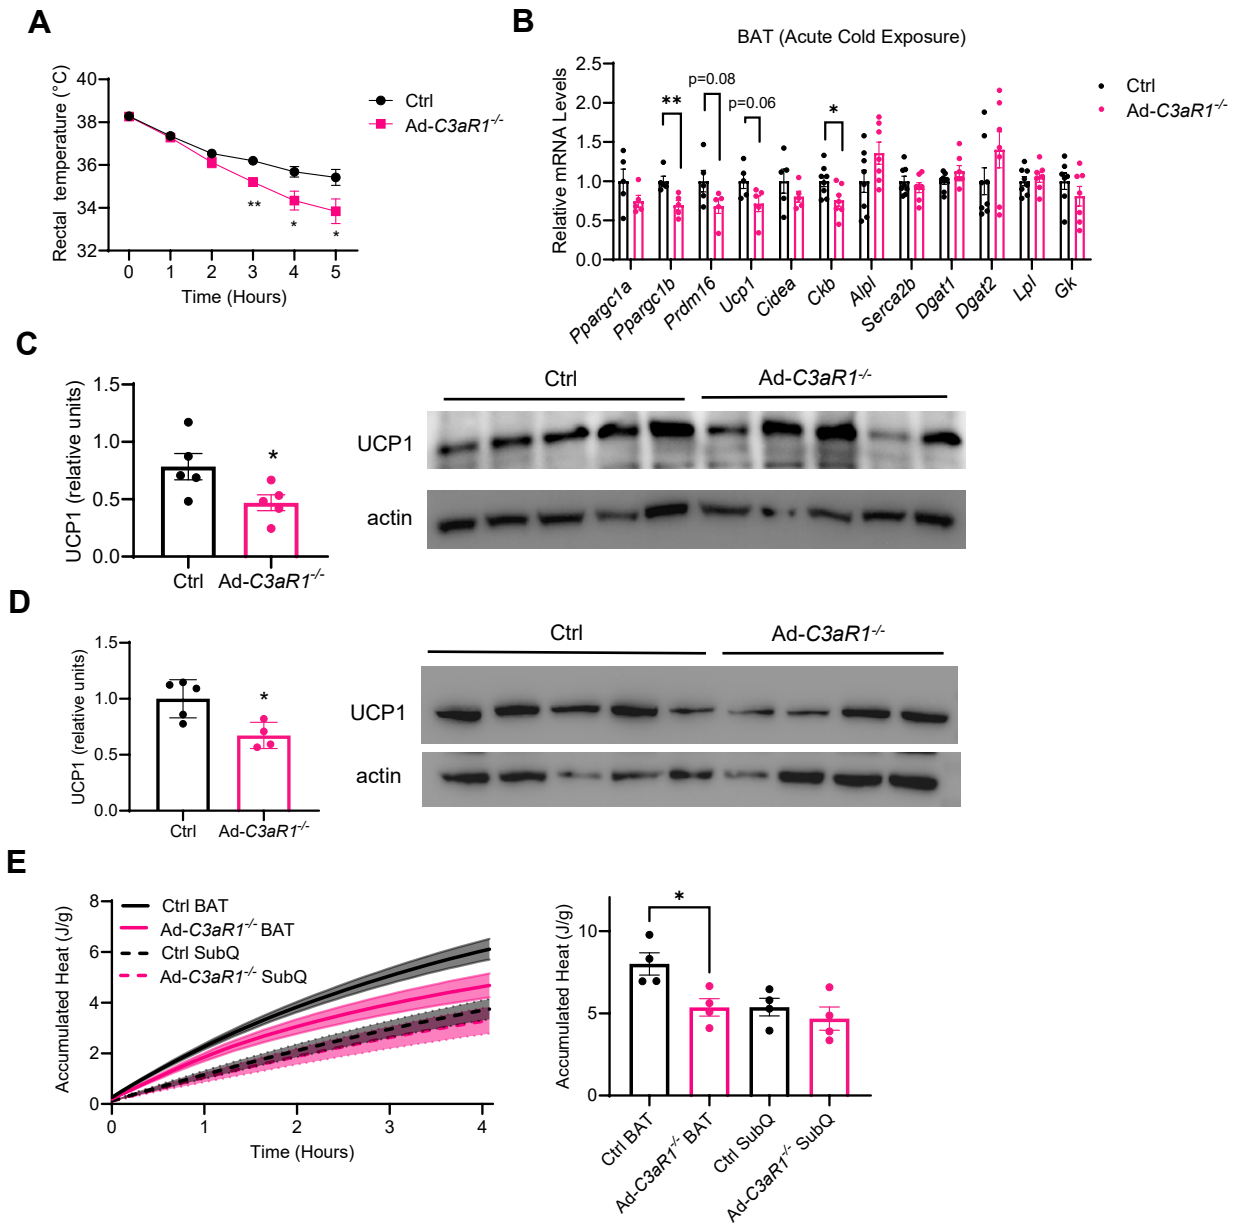 A
Rectal temperature (°C)
40
38
36
34
32
0 1 2 3 4 5
Time (Hours)
**
*
*
Ctrl
Ad-C3aR1-/-
B
BAT (Acute Cold Exposure)
Relative mRNA Levels
2.5
2.0
1.5
1.0
0.5
0.0
**
p=0.08
p=0.06
*
Ctrl
Ad-C3aR1-/-
Ppargc1a
Ppargc1b
Prdm16
Ucp1
Cidea
Ckb
Alpl
Serca2b
Dgat1
Dgat2
Lpl
Gk
C
UCP1 (relative units)
1.5
1.0
0.5
0.0
*
Ctrl Ad-C3aR1-/-
Ctrl Ad-C3aR1-/-
UCP1
actin
D
UCP1 (relative units)
1.5
1.0
0.5
0.0
*
Ctrl Ad-C3aR1-/-
Ctrl Ad-C3aR1-/-
UCP1
actin
E
Accumulated Heat (J/g)
8
6
4
2
0
0 1 2 3 4
Time (Hours)
Ctrl BAT
Ad-C3aR1-/- BAT
Ctrl SubQ
Ad-C3aR1-/- SubQ
Accumulated Heat (J/g)
10
5
0
*
Ctrl BAT
Ad-C3aR1-/- BAT
Ctrl SubQ
Ad-C3aR1-/- SubQ